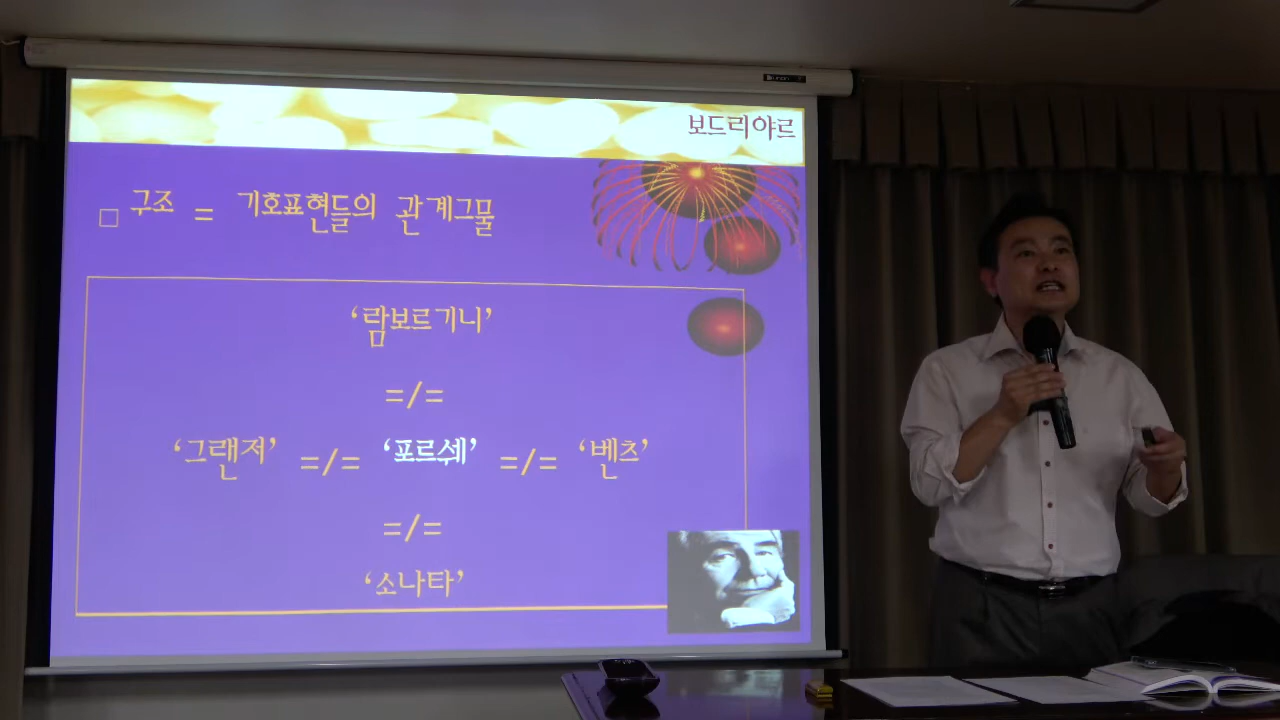 보드리야르
□ 구조 = 기호표현들의 관계그물
‘람보르기니’
=/=
‘그랜저’ =/= ‘포르쉐’ =/= ‘벤츠’
=/=
‘소나타’